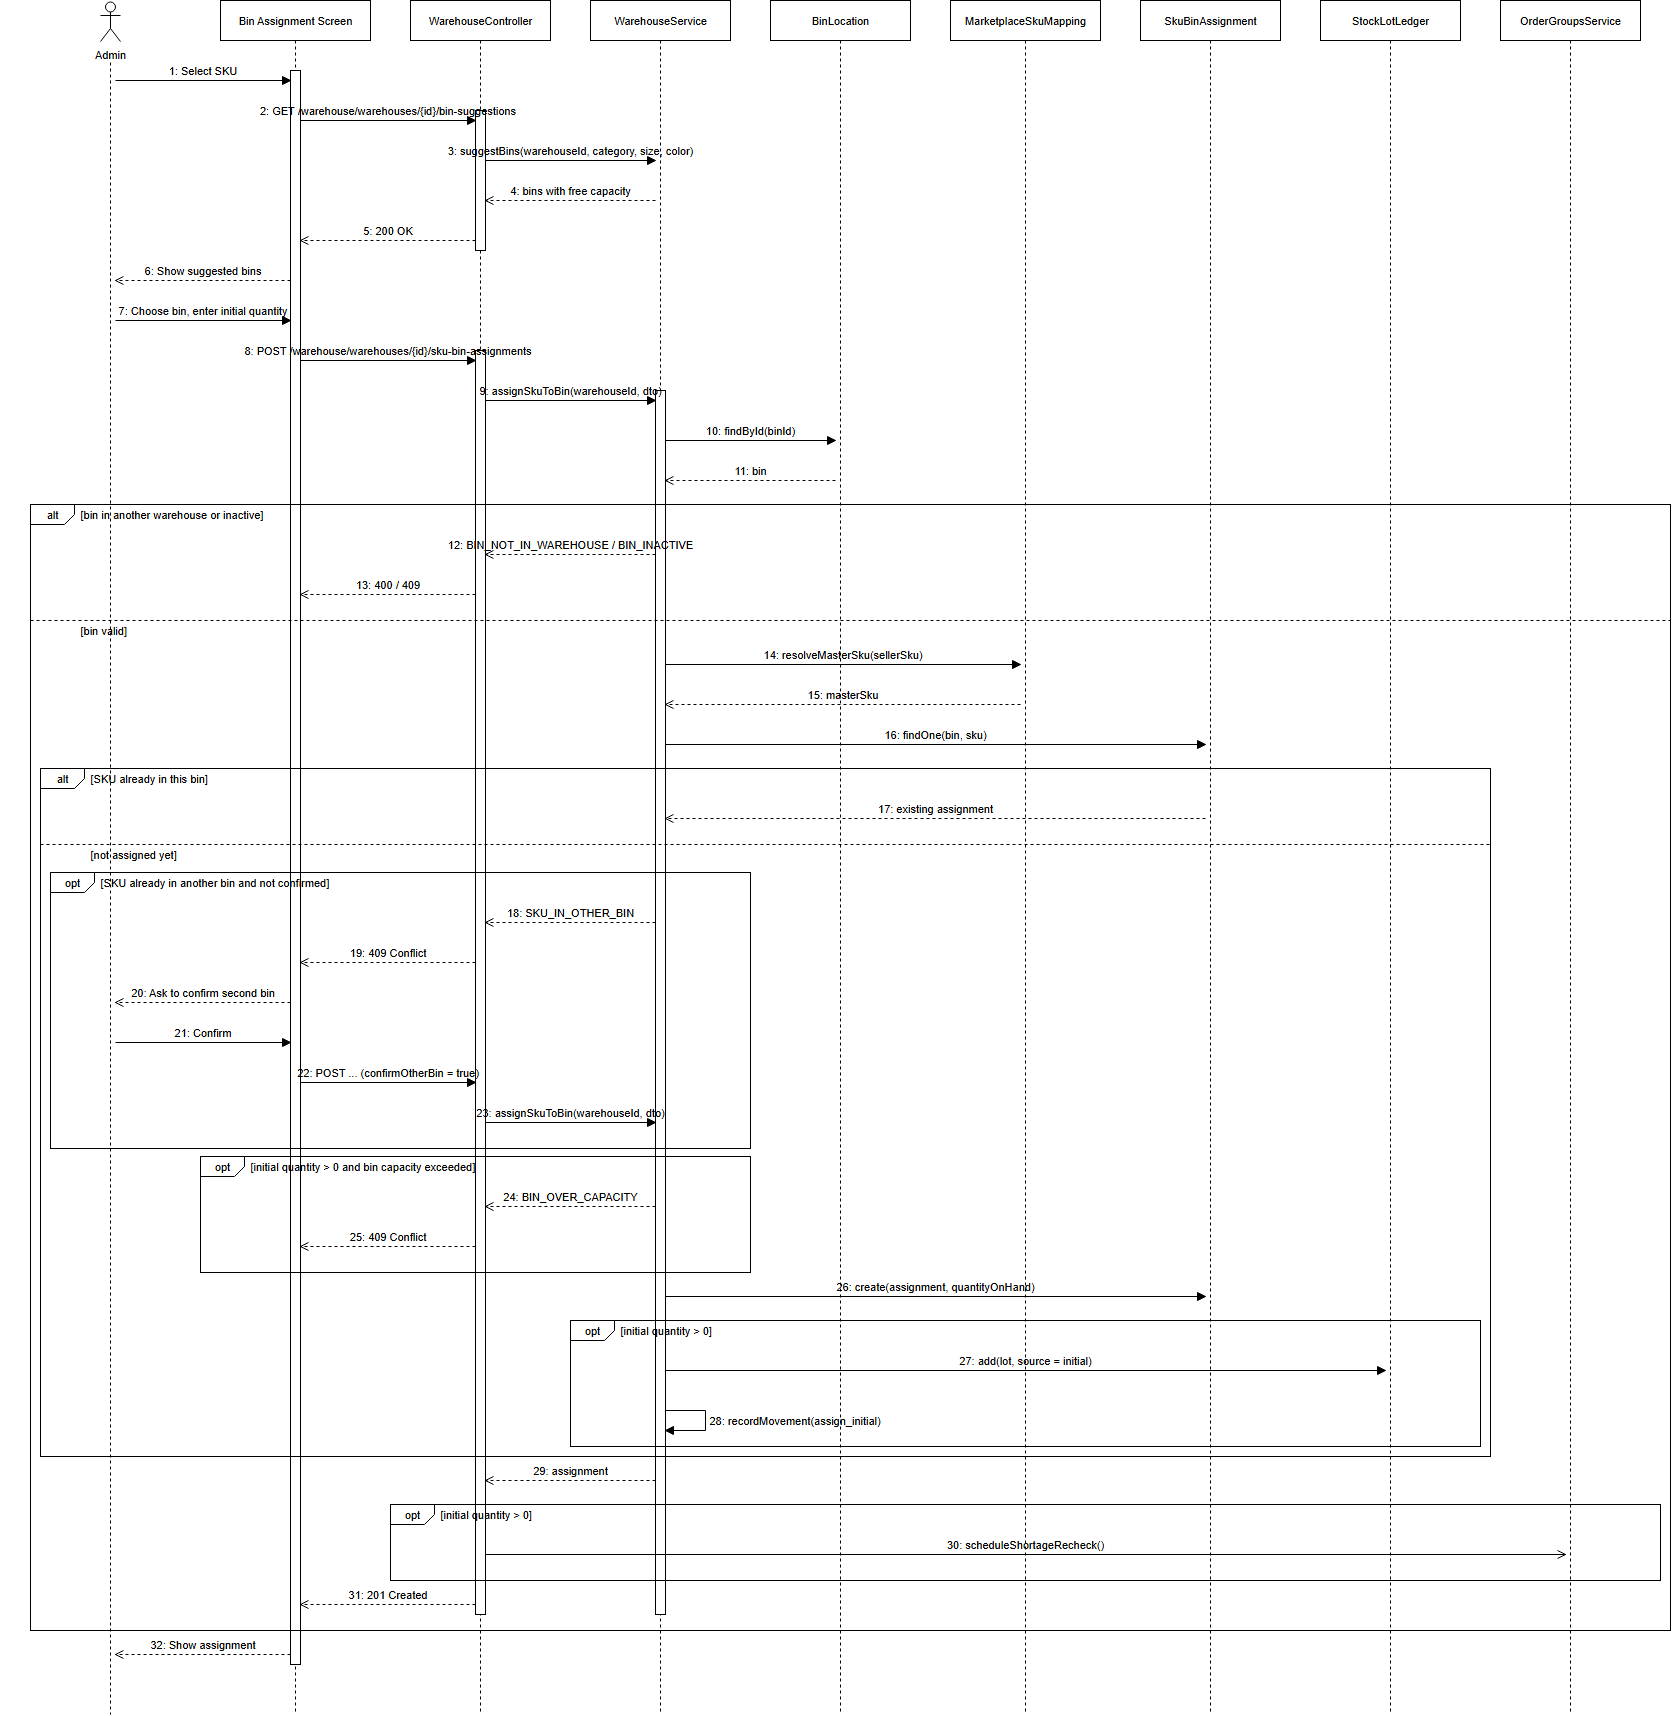 Admin
Bin Assignment Screen
WarehouseController
WarehouseService
BinLocation
MarketplaceSkuMapping
SkuBinAssignment
StockLotLedger
OrderGroupsService
1: Select SKU
2: GET /warehouse/warehouses/{id}/bin-suggestions
3: suggestBins(warehouseId, category, size, color)
4: bins with free capacity
5: 200 OK
6: Show suggested bins
7: Choose bin, enter initial quantity
8: POST /warehouse/warehouses/{id}/sku-bin-assignments
9: assignSkuToBin(warehouseId, dto)
10: findById(binId)
11: bin
alt
[bin in another warehouse or inactive]
12: BIN_NOT_IN_WAREHOUSE / BIN_INACTIVE
13: 400 / 409
[bin valid]
14: resolveMasterSku(sellerSku)
15: masterSku
16: findOne(bin, sku)
alt
[SKU already in this bin]
17: existing assignment
[not assigned yet]
opt
[SKU already in another bin and not confirmed]
18: SKU_IN_OTHER_BIN
19: 409 Conflict
20: Ask to confirm second bin
21: Confirm
22: POST ... (confirmOtherBin = true)
23: assignSkuToBin(warehouseId, dto)
opt
[initial quantity > 0 and bin capacity exceeded]
24: BIN_OVER_CAPACITY
25: 409 Conflict
26: create(assignment, quantityOnHand)
opt
[initial quantity > 0]
27: add(lot, source = initial)
28: recordMovement(assign_initial)
29: assignment
opt
[initial quantity > 0]
30: scheduleShortageRecheck()
31: 201 Created
32: Show assignment